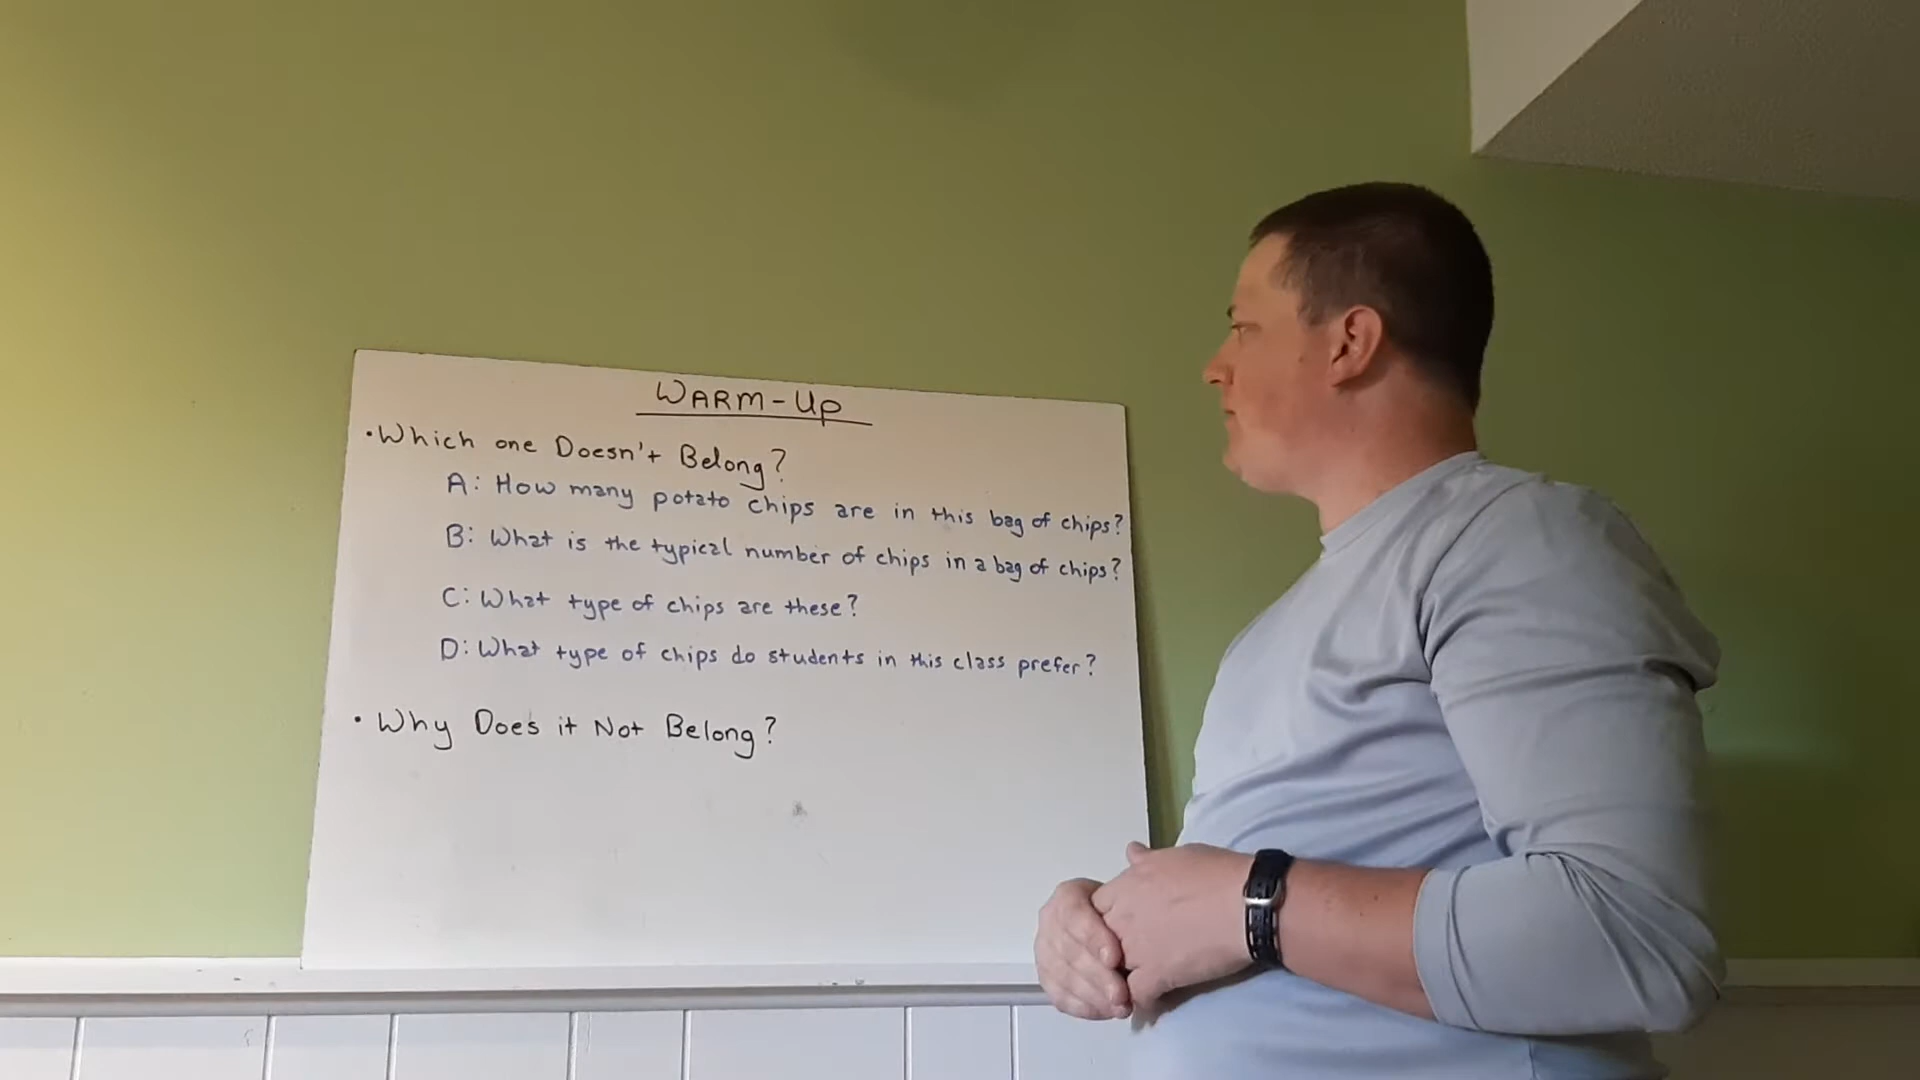 WARM-UP
• Which one Doesn't Belong?
A: How many potato chips are in this bag of chips?
B: What is the typical number of chips in a bag of chips?
C: What type of chips are these?
D: What type of chips do students in this class prefer?
• Why Does it Not Belong?